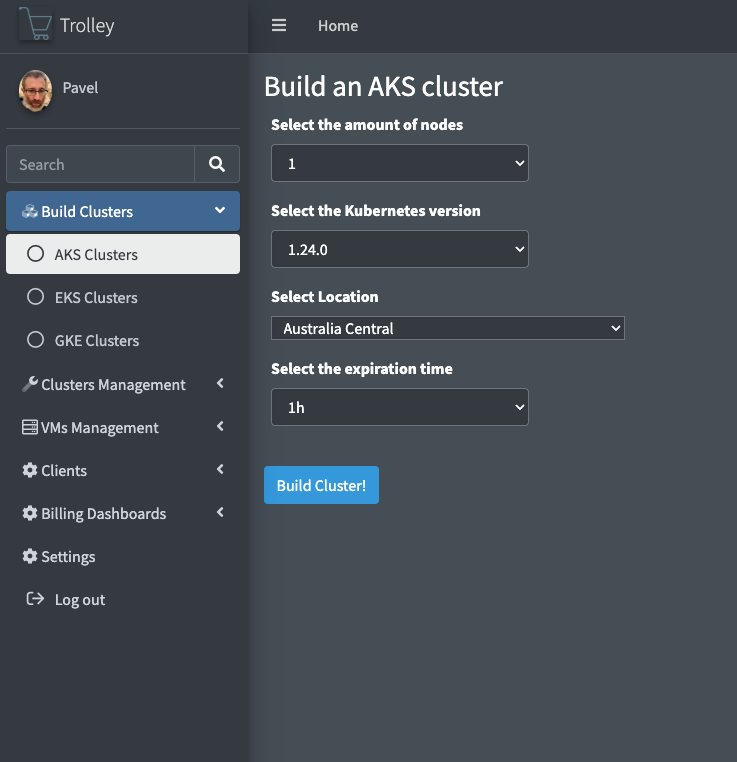 Trolley
Home
Pavel
Search
Build Clusters
AKS Clusters
EKS Clusters
GKE Clusters
Clusters Management
VMs Management
Clients
Billing Dashboards
Settings
Log out
Build an AKS cluster
Select the amount of nodes
1
Select the Kubernetes version
1.24.0
Select Location
Australia Central
Select the expiration time
1h
Build Cluster!